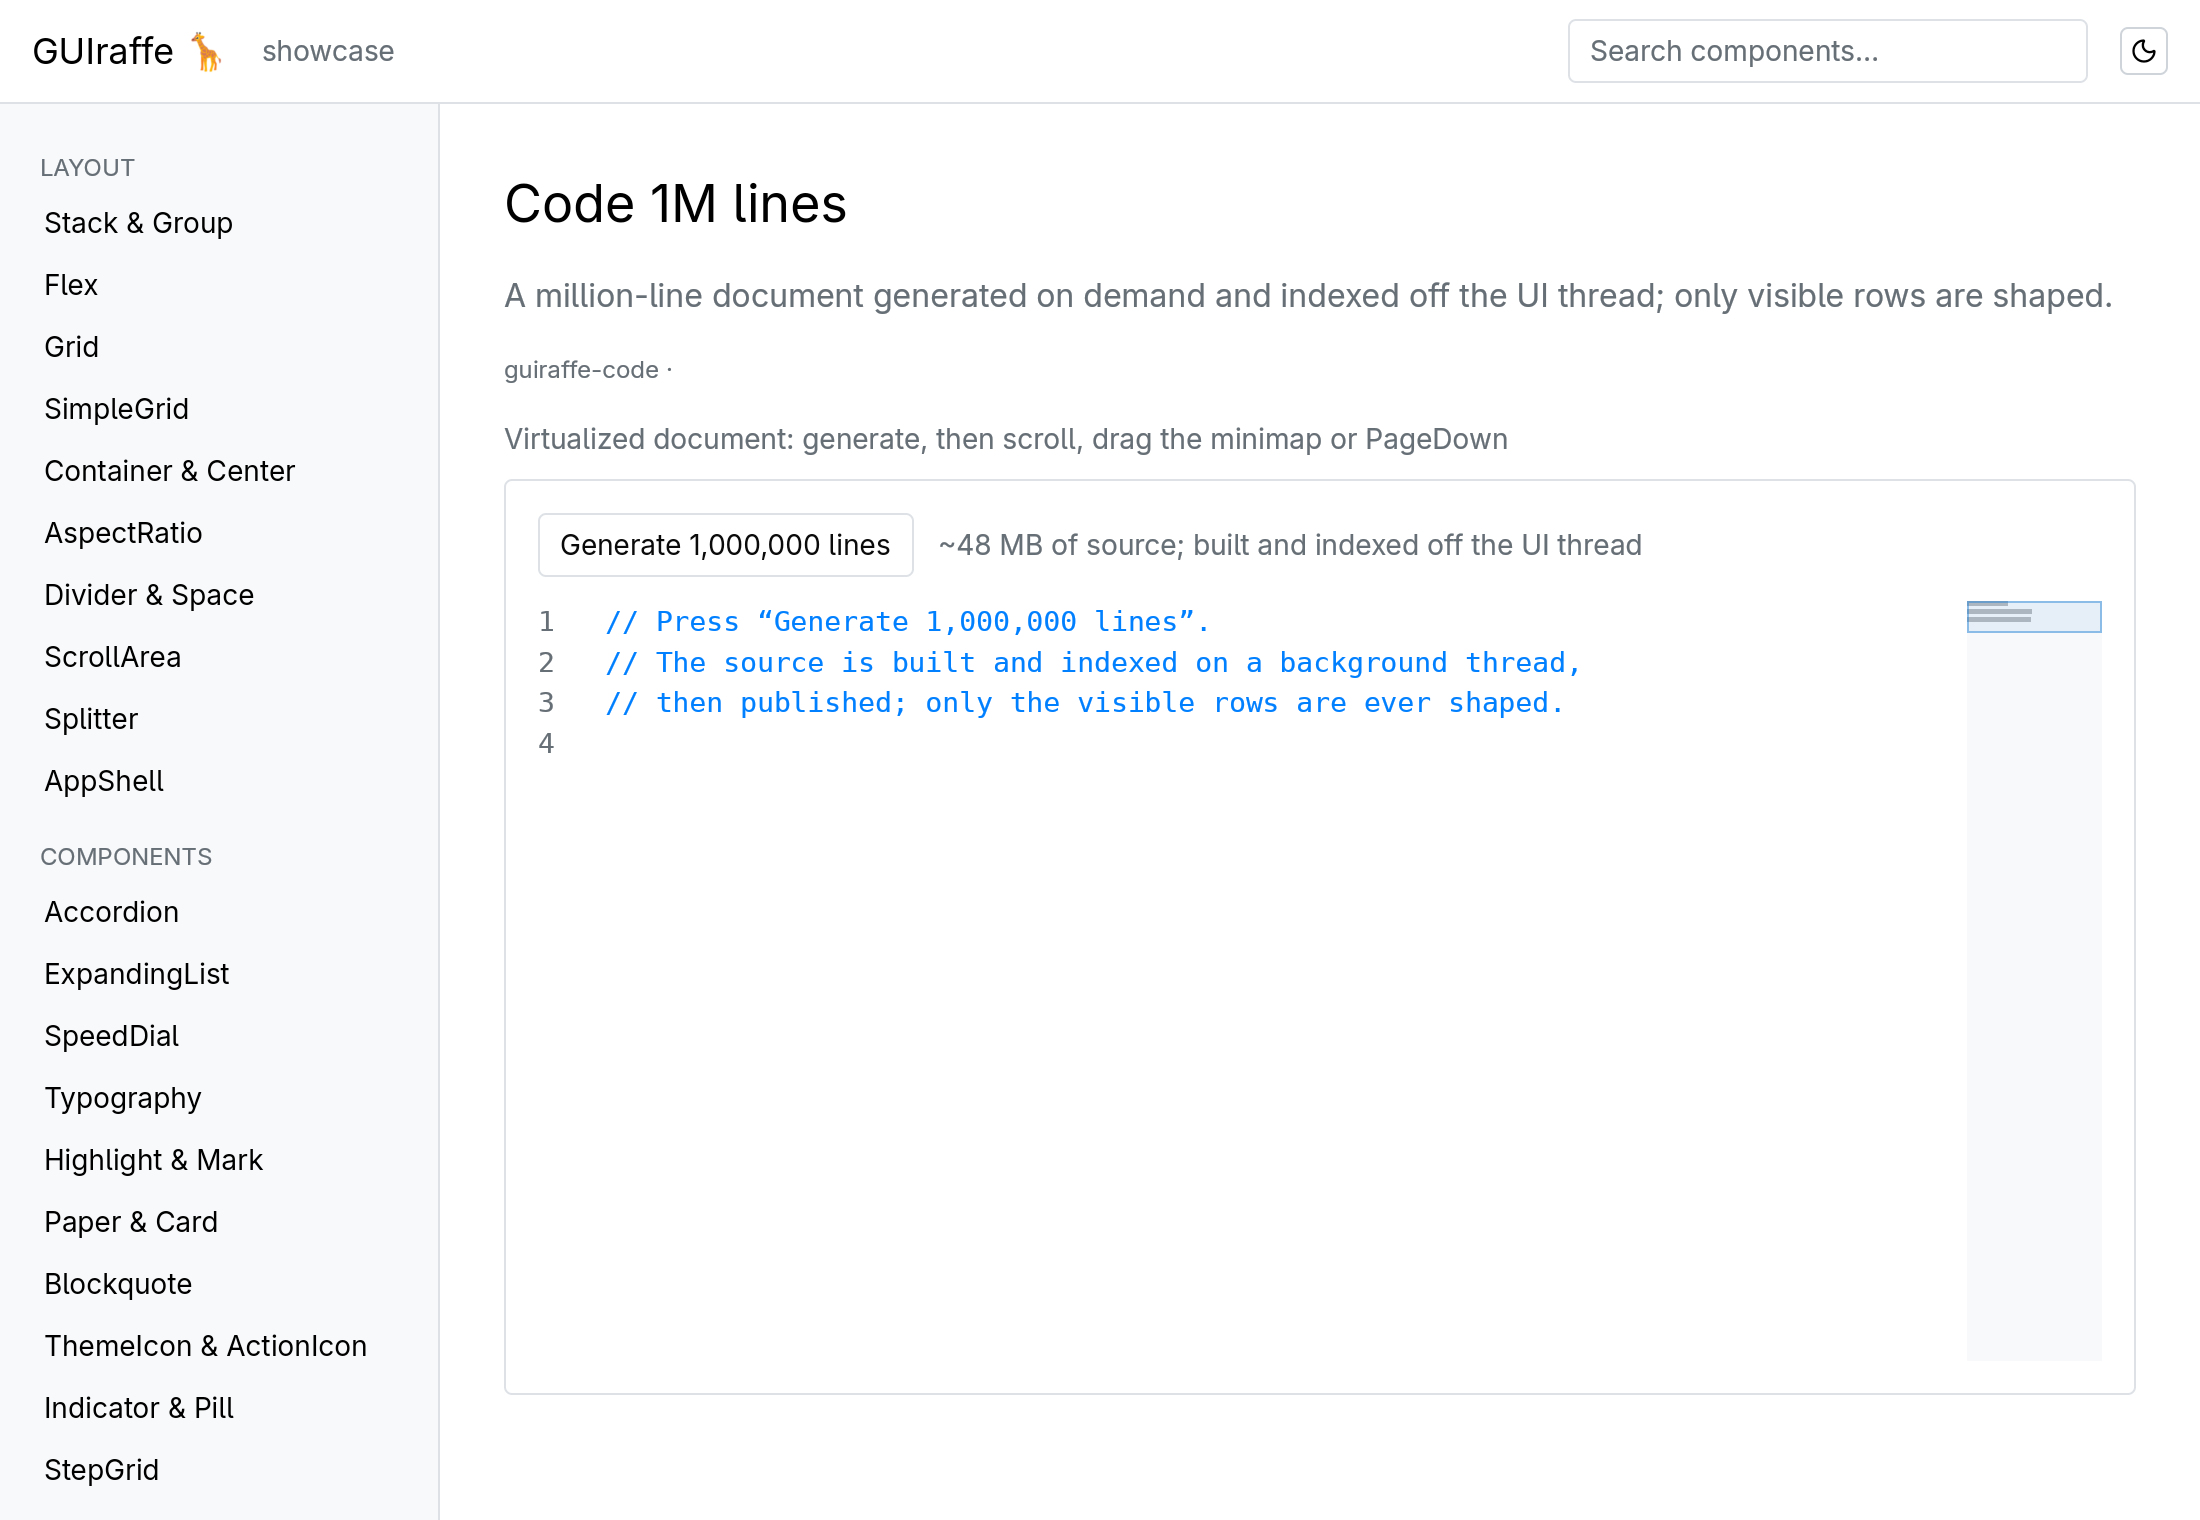 GUIraffe 🦒 showcase
Search components...
LAYOUT
Stack & Group
Flex
Grid
SimpleGrid
Container & Center
AspectRatio
Divider & Space
ScrollArea
Splitter
AppShell
COMPONENTS
Accordion
ExpandingList
SpeedDial
Typography
Highlight & Mark
Paper & Card
Blockquote
ThemeIcon & ActionIcon
Indicator & Pill
StepGrid
Code 1M lines
A million-line document generated on demand and indexed off the UI thread; only visible rows are shaped.
guiraffe-code ·
Virtualized document: generate, then scroll, drag the minimap or PageDown
Generate 1,000,000 lines ~48 MB of source; built and indexed off the UI thread
1 // Press “Generate 1,000,000 lines”.
2 // The source is built and indexed on a background thread,
3 // then published; only the visible rows are ever shaped.
4